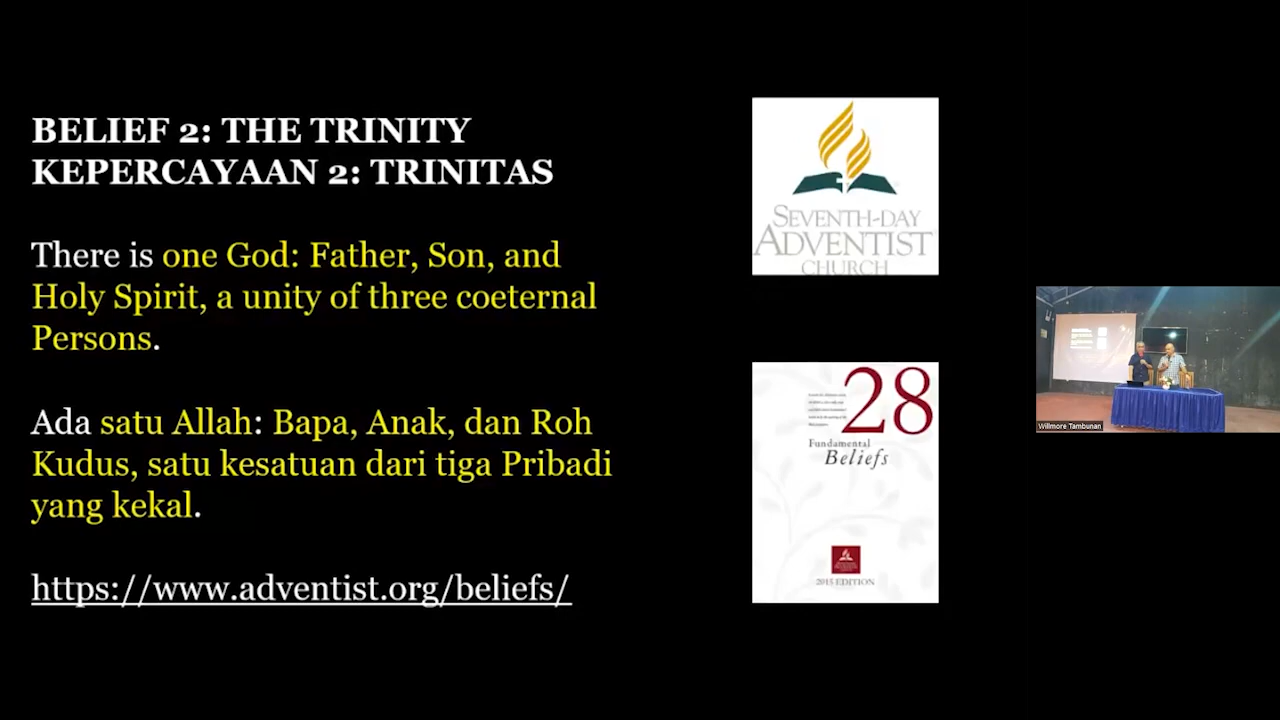 BELIEF 2: THE TRINITY
KEPERCAYAAN 2: TRINITAS
There is one God: Father, Son, and
Holy Spirit, a unity of three coeternal
Persons.
Ada satu Allah: Bapa, Anak, dan Roh
Kudus, satu kesatuan dari tiga Pribadi
yang kekal.
https://www.adventist.org/beliefs/
SEVENTH-DAY
ADVENTIST
CHURCH
28
Fundamental
Beliefs
2015 EDITION
Willmore Tambunan